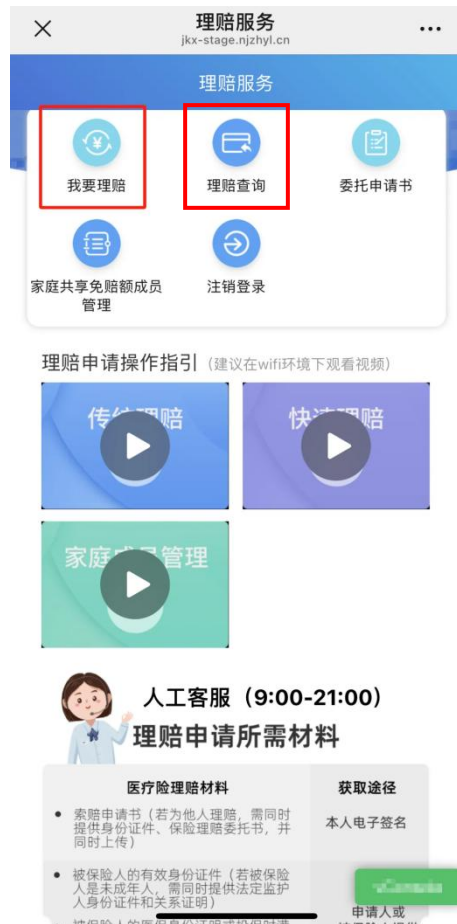 理赔服务
jkx-stage.njzhyl.cn
理赔服务
我要理赔
理赔查询
委托申请书
家庭共享免赔额成员
管理
注销登录
理赔申请操作指引（建议在wifi环境下观看视频）
传统理赔
快速理赔
家庭成员管理
人工客服（9:00-21:00）
理赔申请所需材料
医疗险理赔材料
获取途径
索赔申请书（若为他人理赔，需同时
提供身份证件、保险理赔委托书，并
同时上传）
本人电子签名
被保险人的有效身份证件（若被保险
人是未成年人，需同时提供法定监护
人身份证件和关系证明）
申请人或